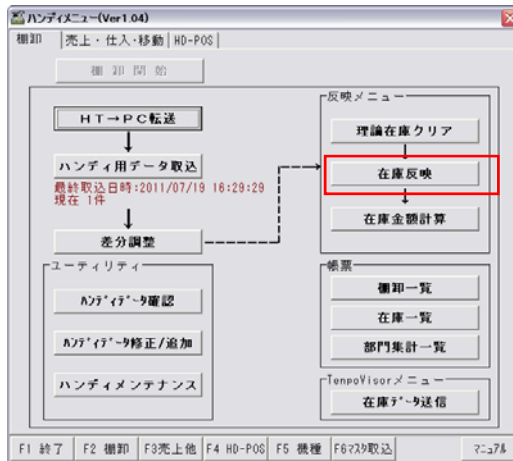 ハンディメニュー(Ver1.04)
棚卸 売上・仕入・移動 HD-POS
棚卸開始
HT→PC転送
ハンディ用データ取込
最終取込日時:2011/07/19 16:29:29
現在 1件
差分調整
反映メニュー
理論在庫クリア
在庫反映
在庫金額計算
ユーティリティ
ハンディデータ確認
ハンディデータ修正/追加
ハンディメンテナンス
帳票
棚卸一覧
在庫一覧
部門集計一覧
TenpoVisorメニュー
在庫データ送信
F1 終了 F2 棚卸 F3売上他 F4 HD-POS F5 機種 F6マスタ取込 マニュアル